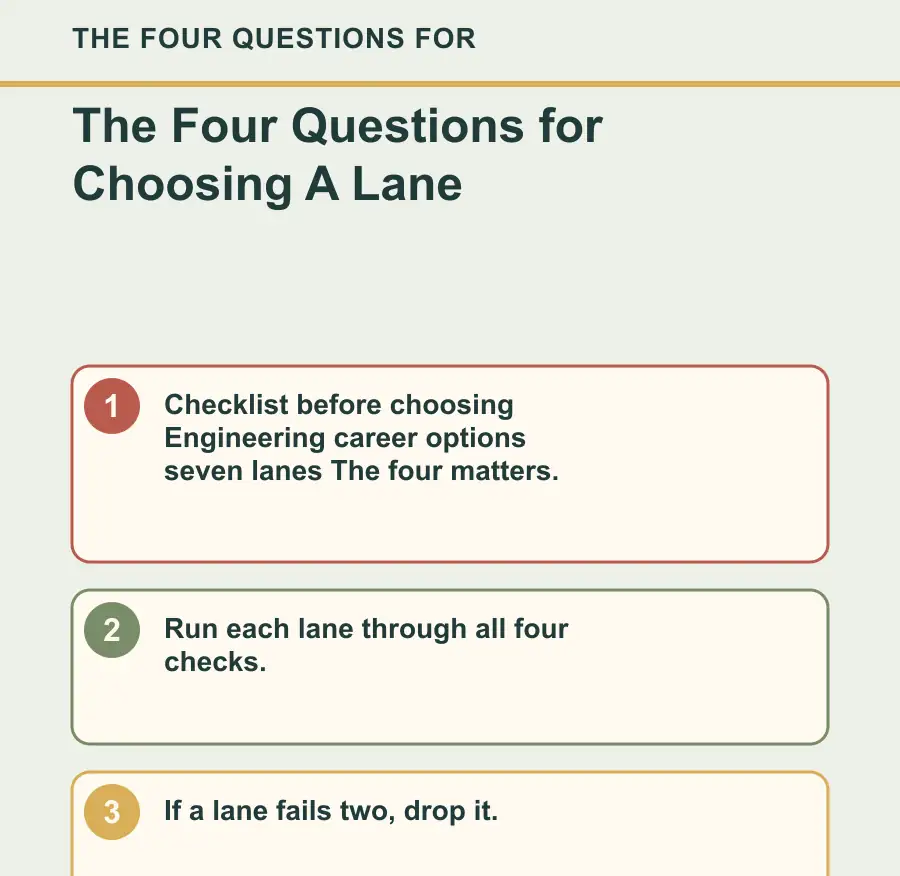 THE FOUR QUESTIONS FOR
The Four Questions for
Choosing A Lane
1
Checklist before choosing
Engineering career options
seven lanes The four matters.
2
Run each lane through all four
checks.
3
If a lane fails two, drop it.